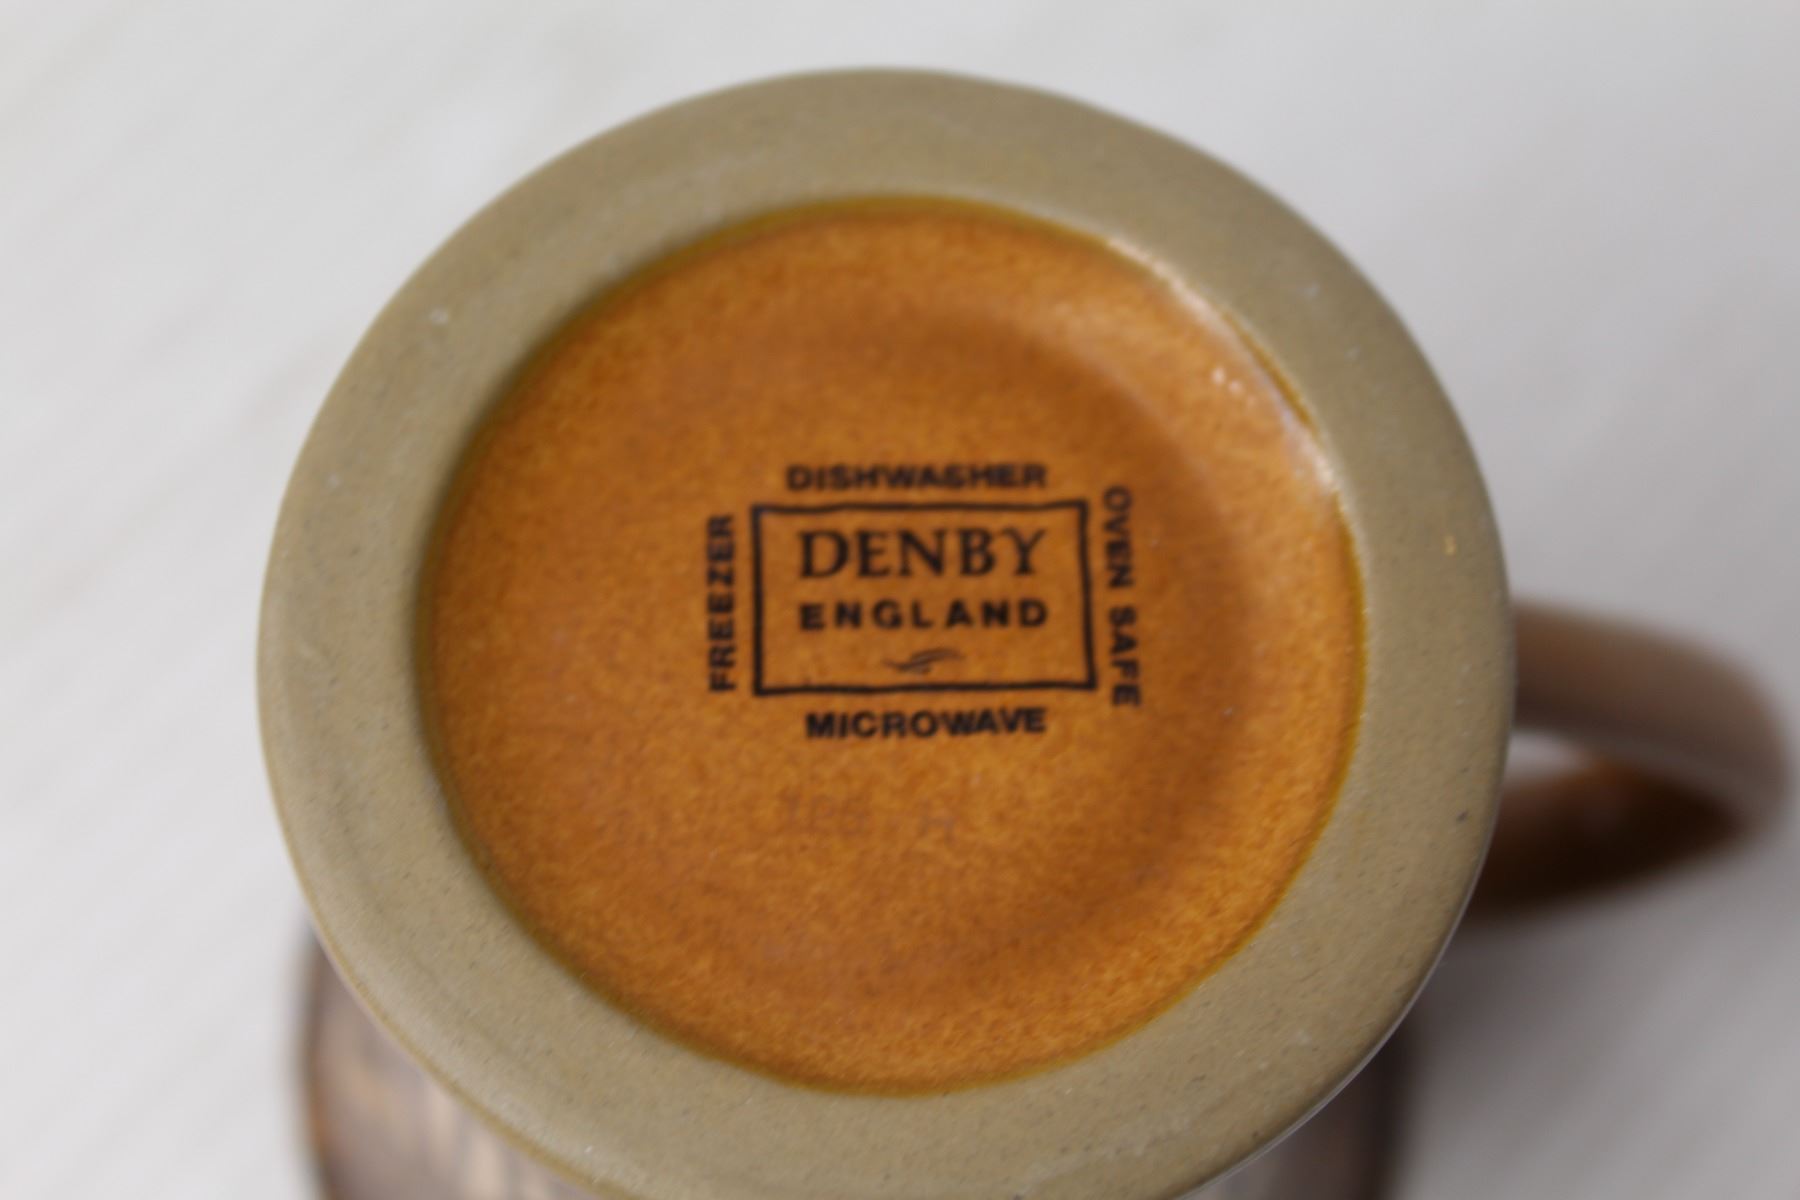 DISHWASHER
FREEZER
DENBY
ENGLAND
OVEN SAFE
MICROWAVE